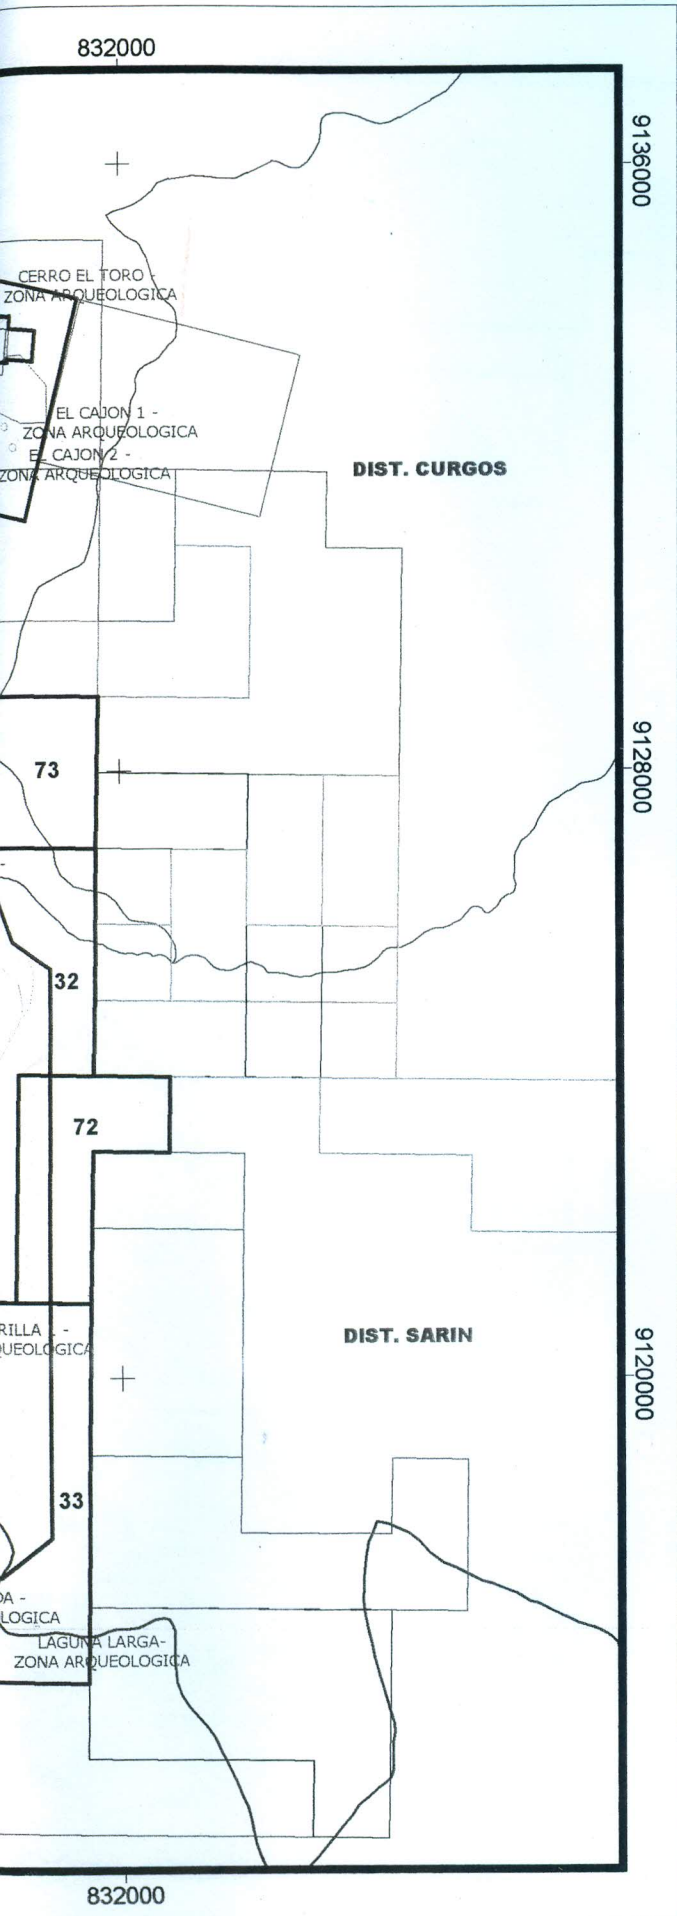 832000
9136000
CERRO EL TORO -
ZONA ARQUEOLOGICA
EL CAJON 1 -
ZONA ARQUEOLOGICA
EL CAJON 2 -
ZONA ARQUEOLOGICA
DIST. CURGOS
73
9128000
32
72
RILLA 1 -
QUEOLOGICA
DIST. SARIN
9120000
33
DA -
LOGICA
LAGUNA LARGA-
ZONA ARQUEOLOGICA
832000